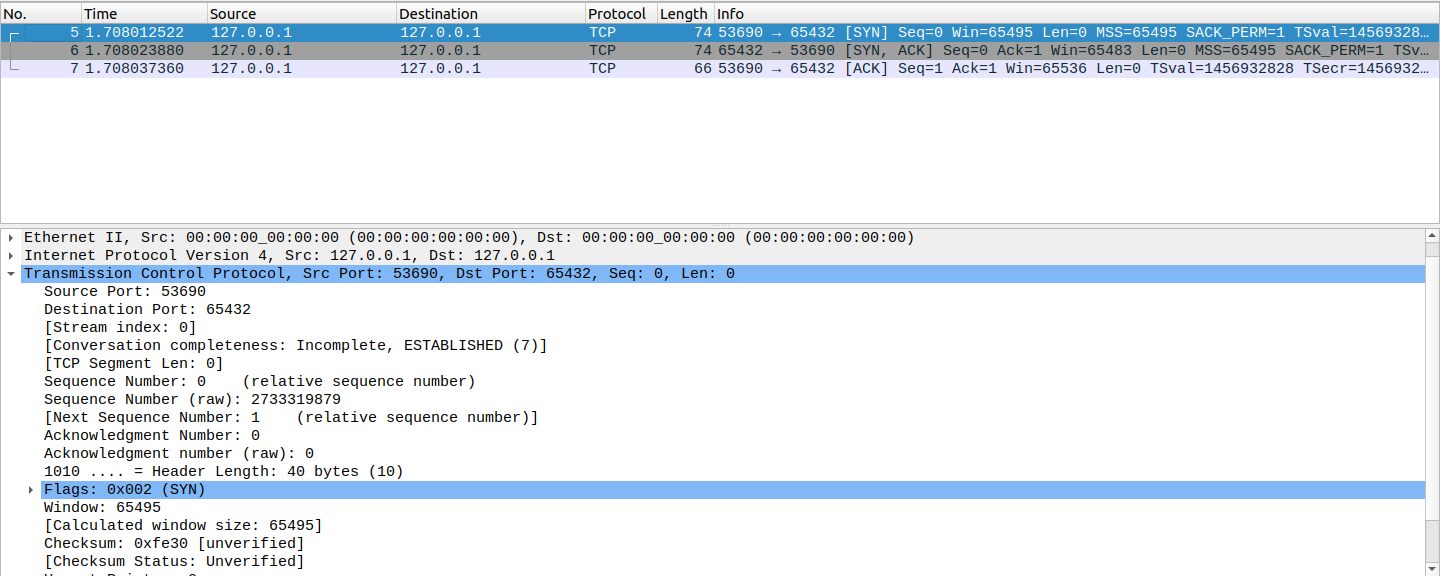 No. Time Source Destination Protocol Length Info
5 1.708012522 127.0.0.1 127.0.0.1 TCP 74 53690 → 65432 [SYN] Seq=0 Win=65495 Len=0 MSS=65495 SACK_PERM=1 TSval=14569328…
6 1.708023880 127.0.0.1 127.0.0.1 TCP 74 65432 → 53690 [SYN, ACK] Seq=0 Ack=1 Win=65483 Len=0 MSS=65495 SACK_PERM=1 TSv…
7 1.708037360 127.0.0.1 127.0.0.1 TCP 66 53690 → 65432 [ACK] Seq=1 Ack=1 Win=65536 Len=0 TSval=1456932828 TSecr=1456932…
Ethernet II, Src: 00:00:00_00:00:00 (00:00:00:00:00:00), Dst: 00:00:00_00:00:00 (00:00:00:00:00:00)
Internet Protocol Version 4, Src: 127.0.0.1, Dst: 127.0.0.1
Transmission Control Protocol, Src Port: 53690, Dst Port: 65432, Seq: 0, Len: 0
Source Port: 53690
Destination Port: 65432
[Stream index: 0]
[Conversation completeness: Incomplete, ESTABLISHED (7)]
[TCP Segment Len: 0]
Sequence Number: 0 (relative sequence number)
Sequence Number (raw): 2733319879
[Next Sequence Number: 1 (relative sequence number)]
Acknowledgment Number: 0
Acknowledgment number (raw): 0
1010 .... = Header Length: 40 bytes (10)
Flags: 0x002 (SYN)
Window: 65495
[Calculated window size: 65495]
Checksum: 0xfe30 [unverified]
[Checksum Status: Unverified]